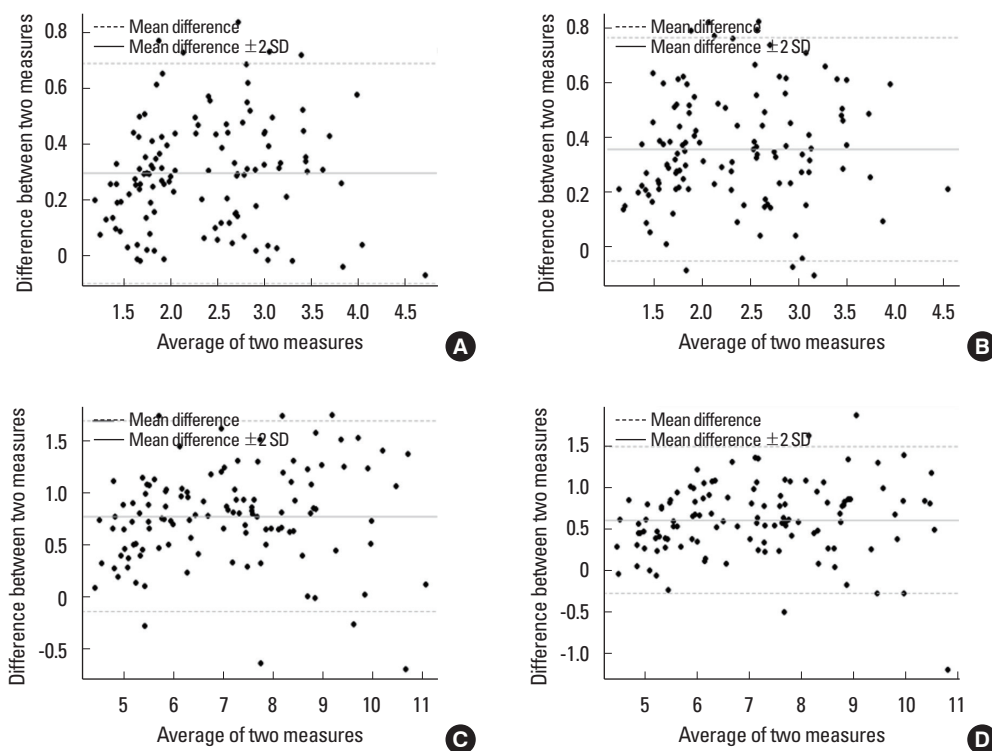 Difference between two measures
0.8
0.6
0.4
0.2
0
Mean difference
Mean difference ±2 SD
1.5 2.0 2.5 3.0 3.5 4.0 4.5
Average of two measures
A
Difference between two measures
0.8
0.6
0.4
0.2
0
Mean difference
Mean difference ±2 SD
1.5 2.0 2.5 3.0 3.5 4.0 4.5
Average of two measures
B
Difference between two measures
1.5
1.0
0.5
0
-0.5
Mean difference
Mean difference ±2 SD
5 6 7 8 9 10 11
Average of two measures
C
Difference between two measures
1.5
1.0
0.5
0
-0.5
-1.0
Mean difference
Mean difference ±2 SD
5 6 7 8 9 10 11
Average of two measures
D